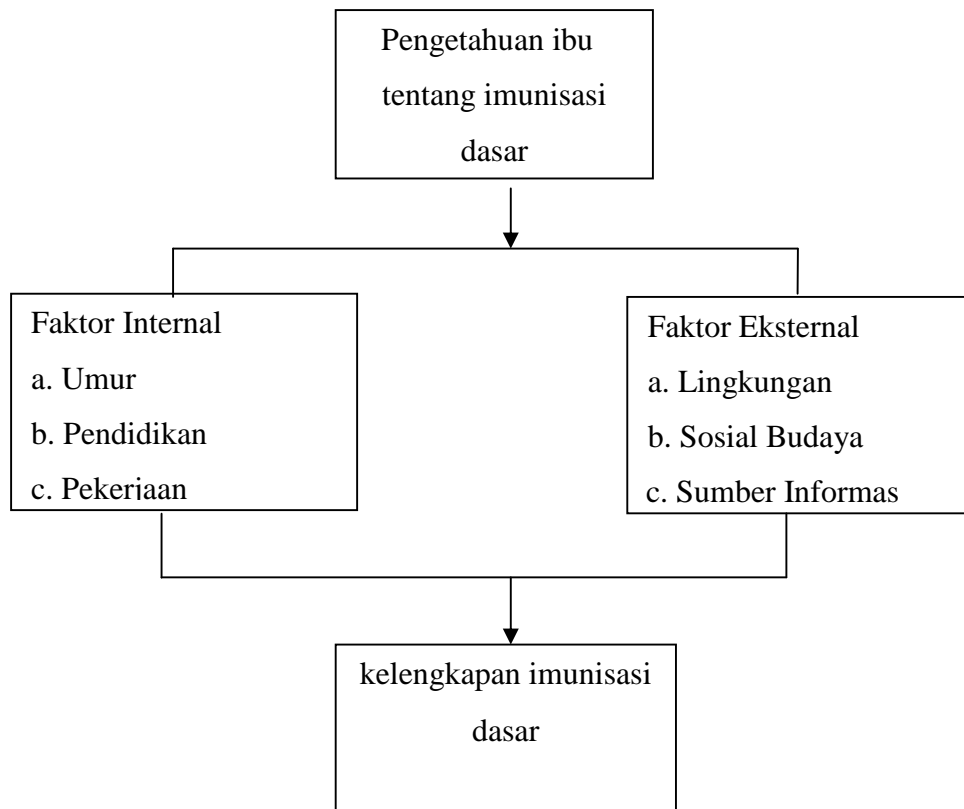 Pengetahuan ibu
tentang imunisasi
dasar
Faktor Internal
a. Umur
b. Pendidikan
c. Pekerjaan
Faktor Eksternal
a. Lingkungan
b. Sosial Budaya
c. Sumber Informas
kelengkapan imunisasi
dasar